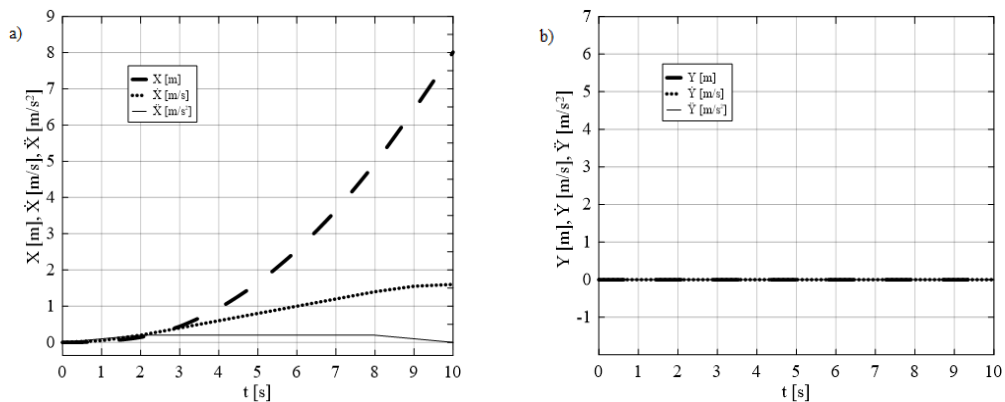 a)
9
8
7
6
5
4
3
2
1
0
X [m], Ẋ [m/s], Ẍ [m/s²]
X [m]
Ẋ [m/s]
Ẍ [m/s²]
0 1 2 3 4 5 6 7 8 9 10
t [s]
b)
7
6
5
4
3
2
1
0
-1
Y [m], Ẏ [m/s], Ÿ [m/s²]
Y [m]
Ẏ [m/s]
Ÿ [m/s²]
0 1 2 3 4 5 6 7 8 9 10
t [s]